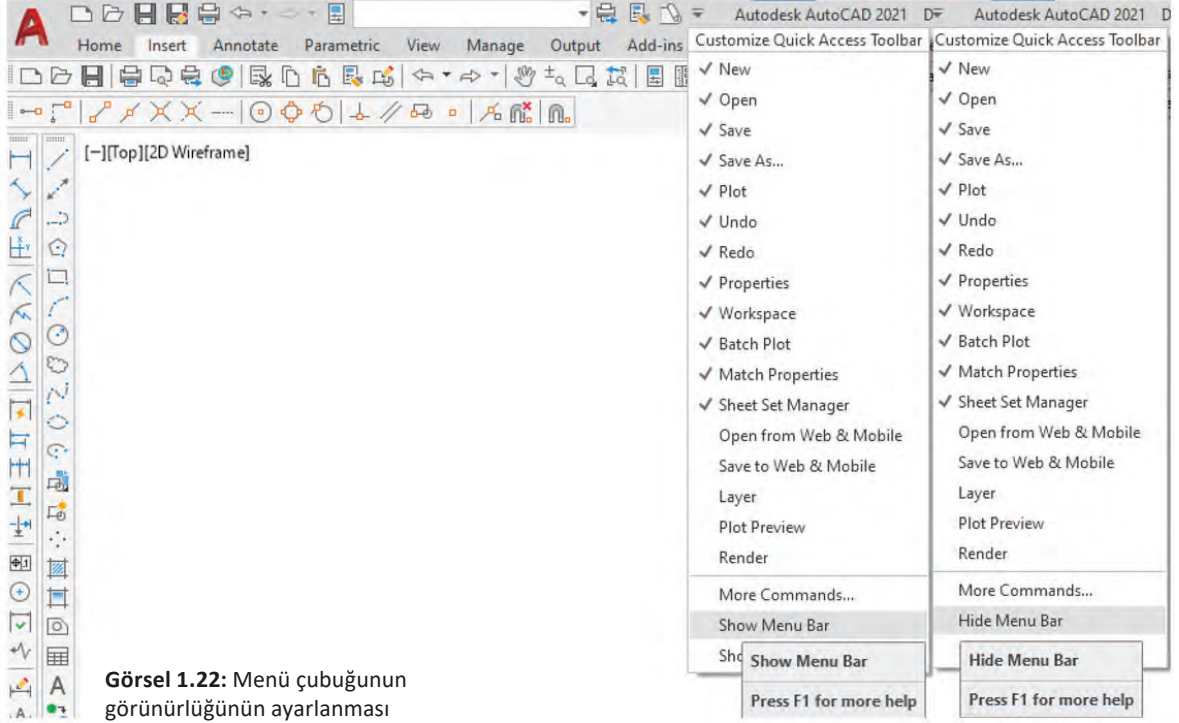 Autodesk AutoCAD 2021 D
Autodesk AutoCAD 2021 D
Home Insert Annotate Parametric View Manage Output Add-ins
[−][Top][2D Wireframe]
Customize Quick Access Toolbar
New
Open
Save
Save As...
Plot
Undo
Redo
Properties
Workspace
Batch Plot
Match Properties
Sheet Set Manager
Open from Web & Mobile
Save to Web & Mobile
Layer
Plot Preview
Render
More Commands...
Show Menu Bar
Sho
Show Menu Bar
Press F1 for more help
Customize Quick Access Toolbar
New
Open
Save
Save As...
Plot
Undo
Redo
Properties
Workspace
Batch Plot
Match Properties
Sheet Set Manager
Open from Web & Mobile
Save to Web & Mobile
Layer
Plot Preview
Render
More Commands...
Hide Menu Bar
Hide Menu Bar
Press F1 for more help
Görsel 1.22: Menü çubuğunun
görünürlüğünün ayarlanması